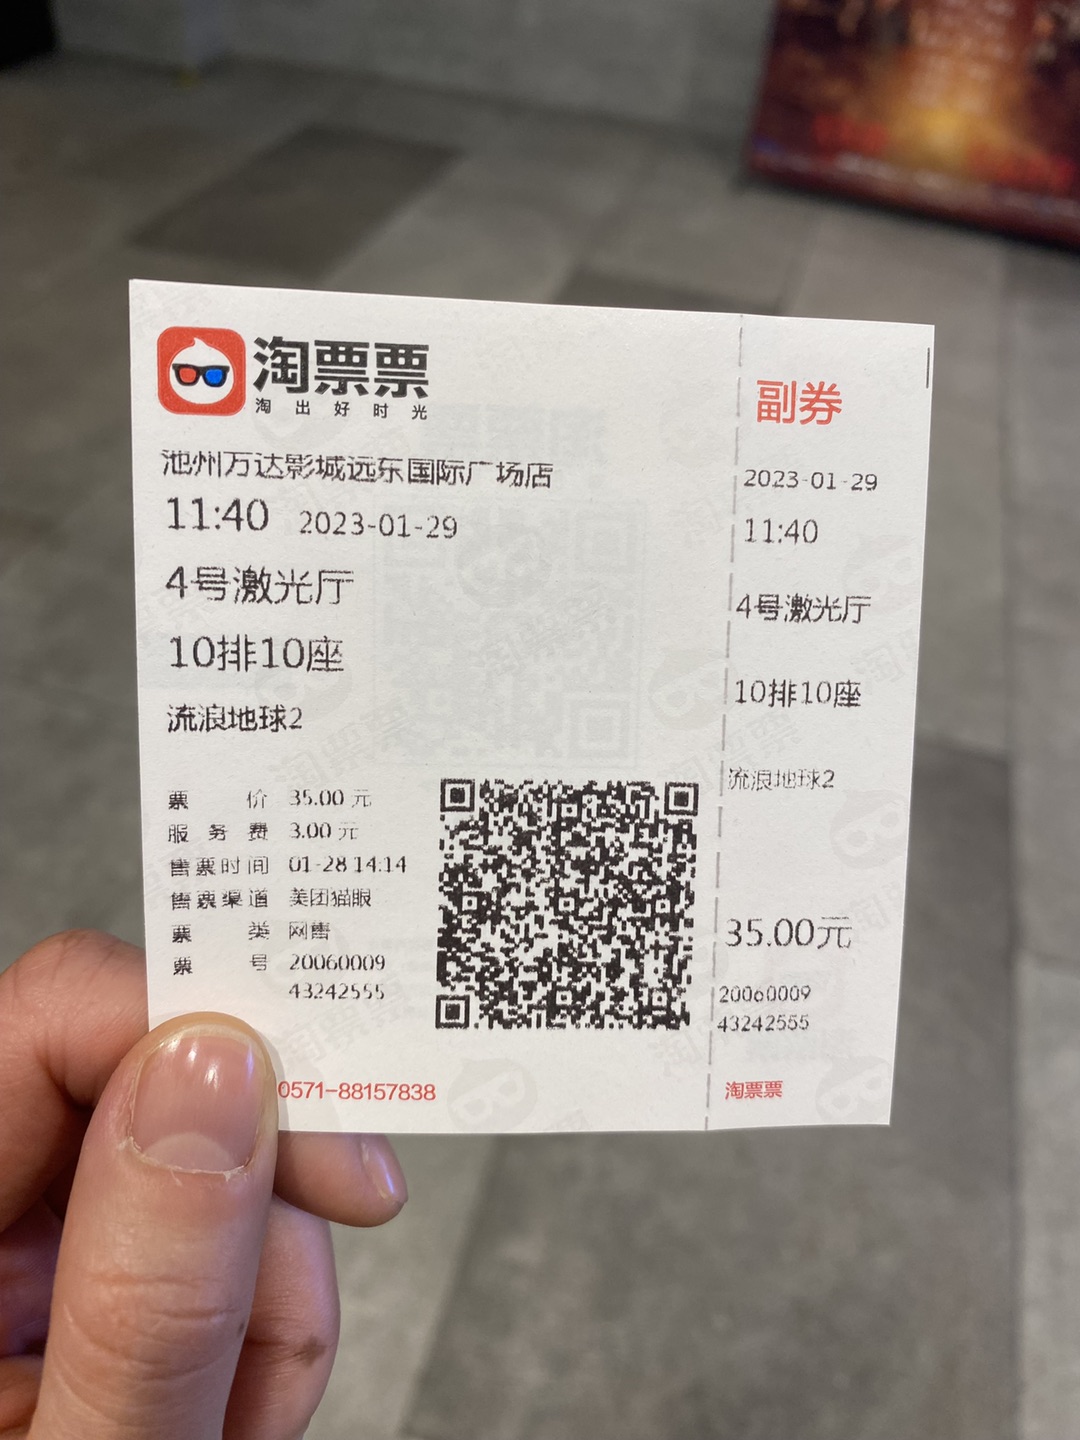 淘票票
淘出好时光
池州万达影城远东国际广场店
11:40 2023-01-29
4号激光厅
10排10座
流浪地球2
票价 35.00 元
服务费 3.00 元
售票时间 01-28 14:14
售票渠道 美团猫眼
票类 网售
票号 20060009
43242555
0571-88157838
副券
2023-01-29
11:40
4号激光厅
10排10座
流浪地球2
35.00元
20060009
43242555
淘票票